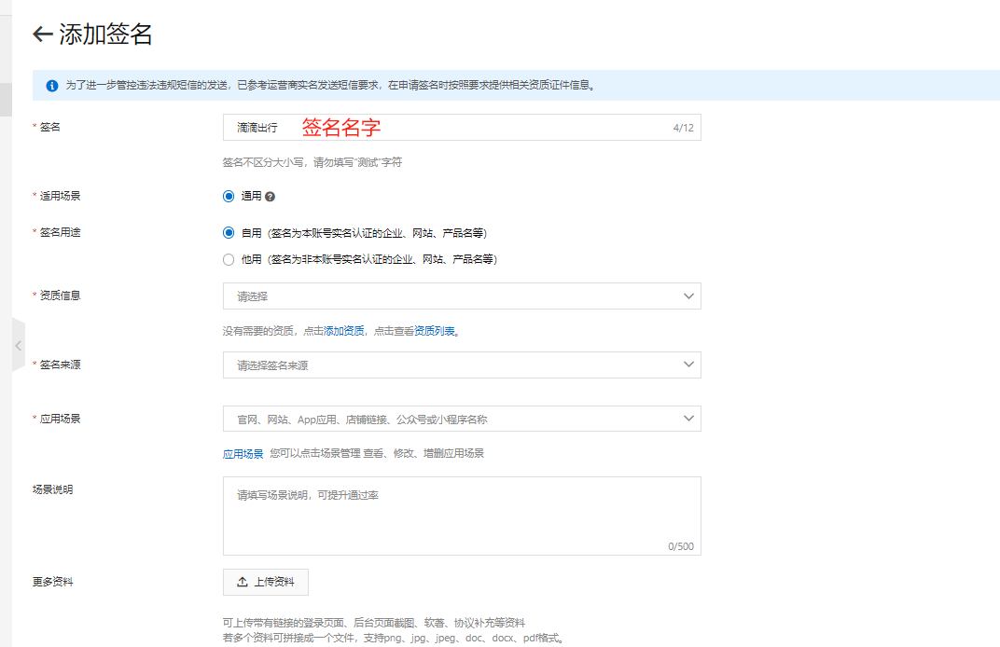 添加签名
为了进一步管控违法违规短信的发送，已参考运营商实名发送短信要求，在申请签名时按照要求提供相关资质证件信息。
* 签名
滴滴出行 签名名字 4/12
签名不区分大小写，请勿填写“测试”字符
* 适用场景
通用
* 签名用途
自用（签名为本账号实名认证的企业、网站、产品名等）
他用（签名为非本账号实名认证的企业、网站、产品名等）
* 资质信息
请选择
没有需要的资质，点击添加资质，点击查看资质列表。
* 签名来源
请选择签名来源
* 应用场景
官网、网站、App应用、店铺链接、公众号或小程序名称
应用场景 您可以点击场景管理 查看、修改、增删应用场景
场景说明
请填写场景说明，可提升通过率
0/500
更多资料
上传资料
可上传带有链接的登录页面、后台页面截图、软著、协议补充等资料
若多个资料可拼接成一个文件，支持png、jpg、jpeg、doc、docx、pdf格式。